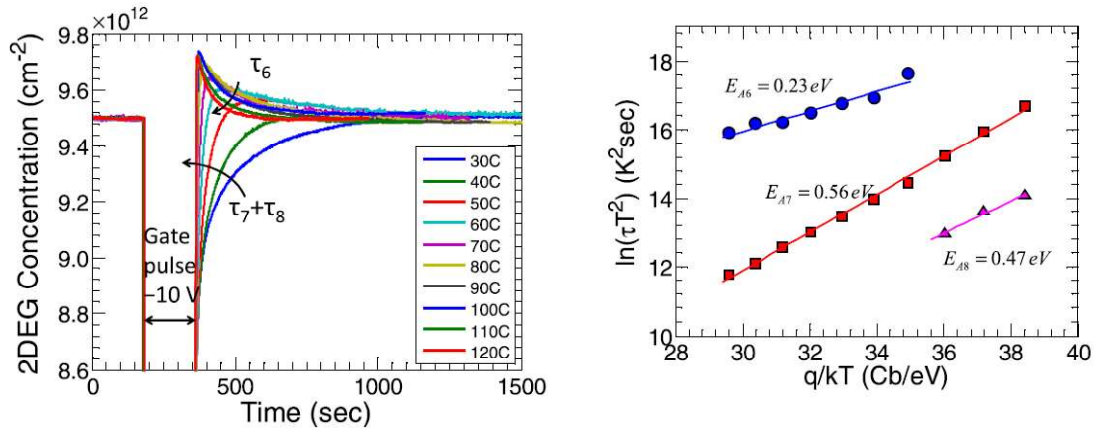 ×10¹²
2DEG Concentration (cm⁻²)
9.8
9.6
9.4
9.2
9.0
8.8
8.6
τ₆
τ₇+τ₈
Gate
pulse
−10 V
30C
40C
50C
60C
70C
80C
90C
100C
110C
120C
0
500
1000
1500
Time (sec)
ln(τT²) (K²sec)
18
16
14
12
10
E_A6 = 0.23 eV
E_A7 = 0.56 eV
E_A8 = 0.47 eV
28
30
32
34
36
38
40
q/kT (Cb/eV)